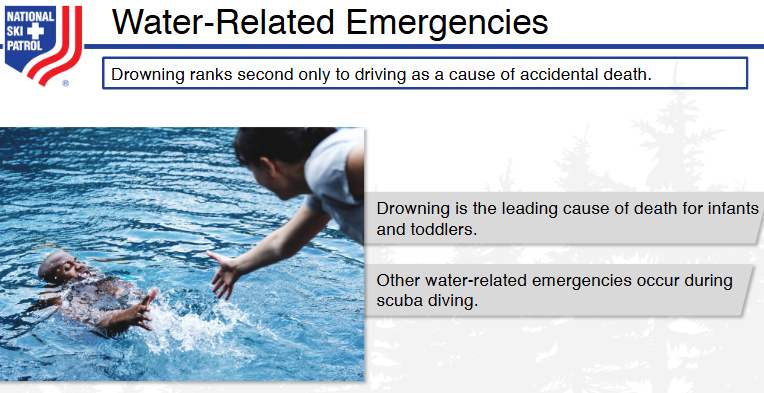 NATIONAL
SKI
PATROL
®
Water-Related Emergencies
Drowning ranks second only to driving as a cause of accidental death.
Drowning is the leading cause of death for infants
and toddlers.
Other water-related emergencies occur during
scuba diving.